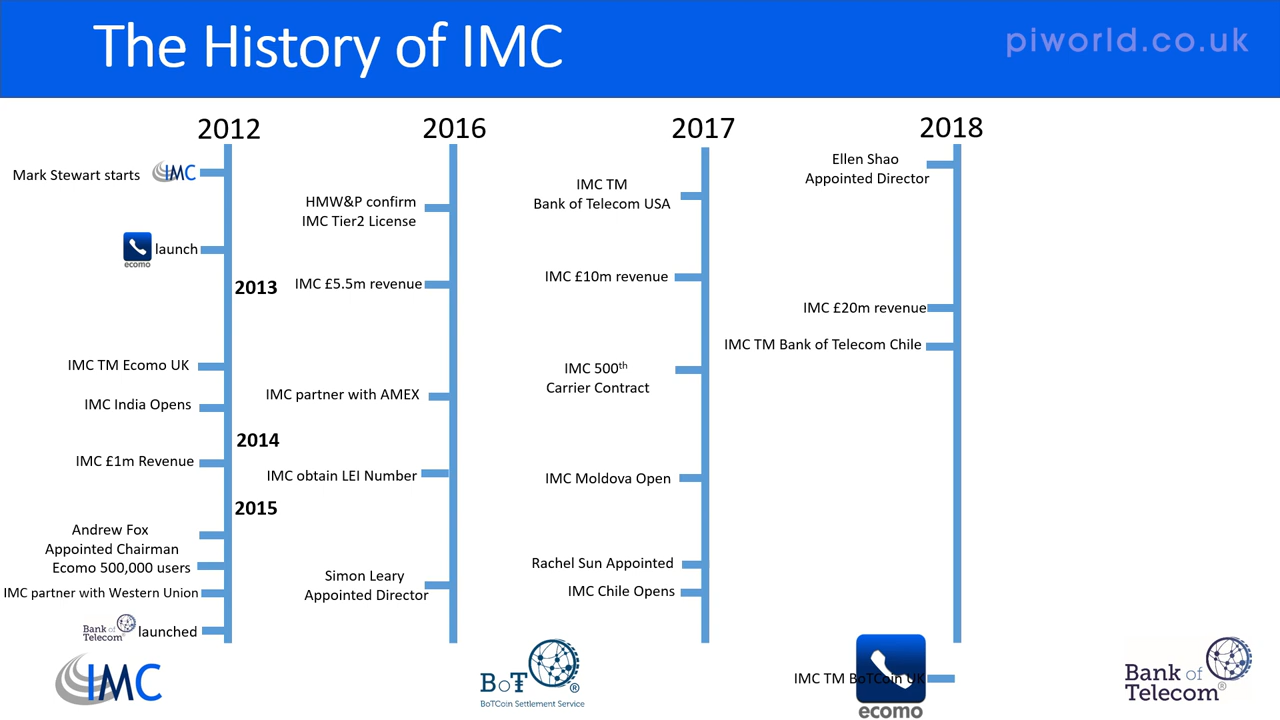 The History of IMC
piworld.co.uk
2012
Mark Stewart starts IMC
ecomo launch
2013
IMC TM Ecomo UK
IMC India Opens
2014
IMC £1m Revenue
2015
Andrew Fox
Appointed Chairman
Ecomo 500,000 users
IMC partner with Western Union
Bank of
Telecom® launched
2016
HMW&P confirm
IMC Tier2 License
IMC £5.5m revenue
IMC partner with AMEX
IMC obtain LEI Number
Simon Leary
Appointed Director
2017
IMC TM
Bank of Telecom USA
IMC £10m revenue
IMC 500th
Carrier Contract
IMC Moldova Open
Rachel Sun Appointed
IMC Chile Opens
2018
Ellen Shao
Appointed Director
IMC £20m revenue
IMC TM Bank of Telecom Chile
IMC TM BoTCoin UK
IMC
BoT®
BoTCoin Settlement Service
ecomo
Bank of
Telecom®